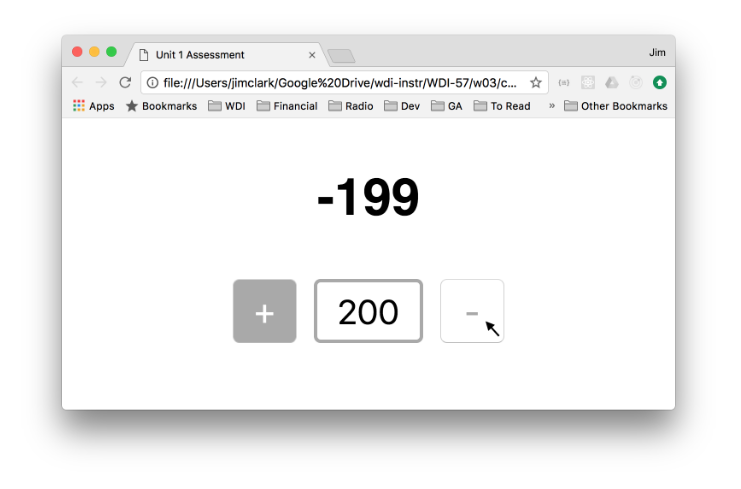 Unit 1 Assessment
Jim
file:///Users/jimclark/Google%20Drive/wdi-instr/WDI-57/w03/c...
Apps Bookmarks WDI Financial Radio Dev GA To Read » Other Bookmarks
-199
+ 200 -